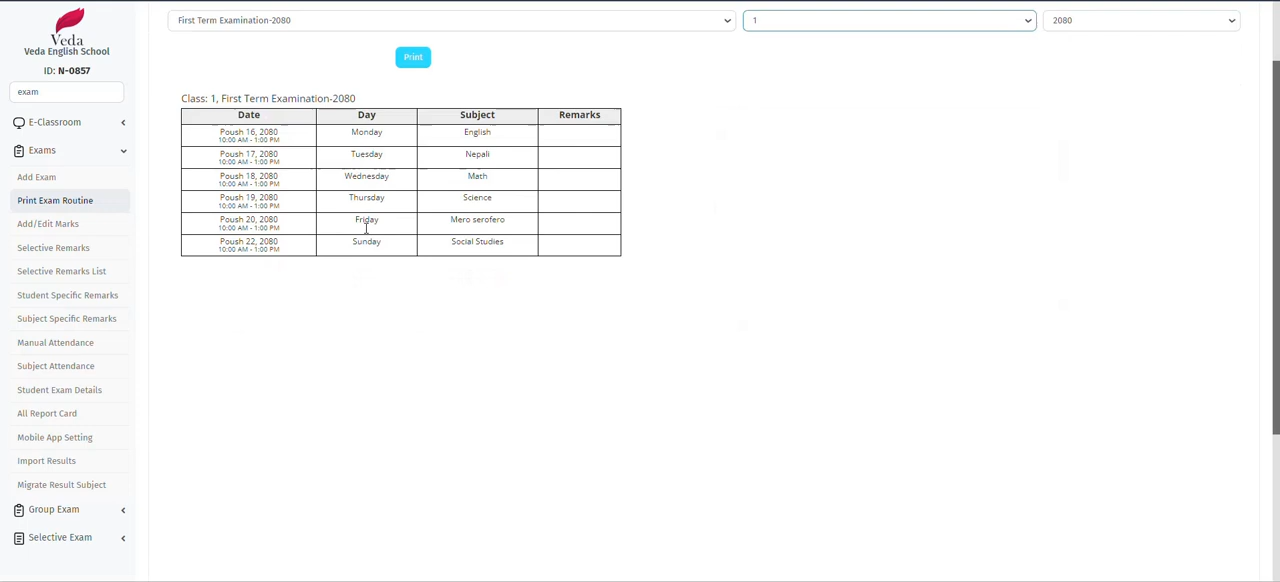 Veda
Veda English School
ID: N-0857
exam
E-Classroom
Exams
Add Exam
Print Exam Routine
Add/Edit Marks
Selective Remarks
Selective Remarks List
Student Specific Remarks
Subject Specific Remarks
Manual Attendance
Subject Attendance
Student Exam Details
All Report Card
Mobile App Setting
Import Results
Migrate Result Subject
Group Exam
Selective Exam
First Term Examination-2080 1 2080
Print
Class: 1, First Term Examination-2080
Date Day Subject Remarks
Poush 16, 2080 Monday English
10:00 AM - 1:00 PM
Poush 17, 2080 Tuesday Nepali
10:00 AM - 1:00 PM
Poush 18, 2080 Wednesday Math
10:00 AM - 1:00 PM
Poush 19, 2080 Thursday Science
10:00 AM - 1:00 PM
Poush 20, 2080 Friday Mero serofero
10:00 AM - 1:00 PM
Poush 22, 2080 Sunday Social Studies
10:00 AM - 1:00 PM